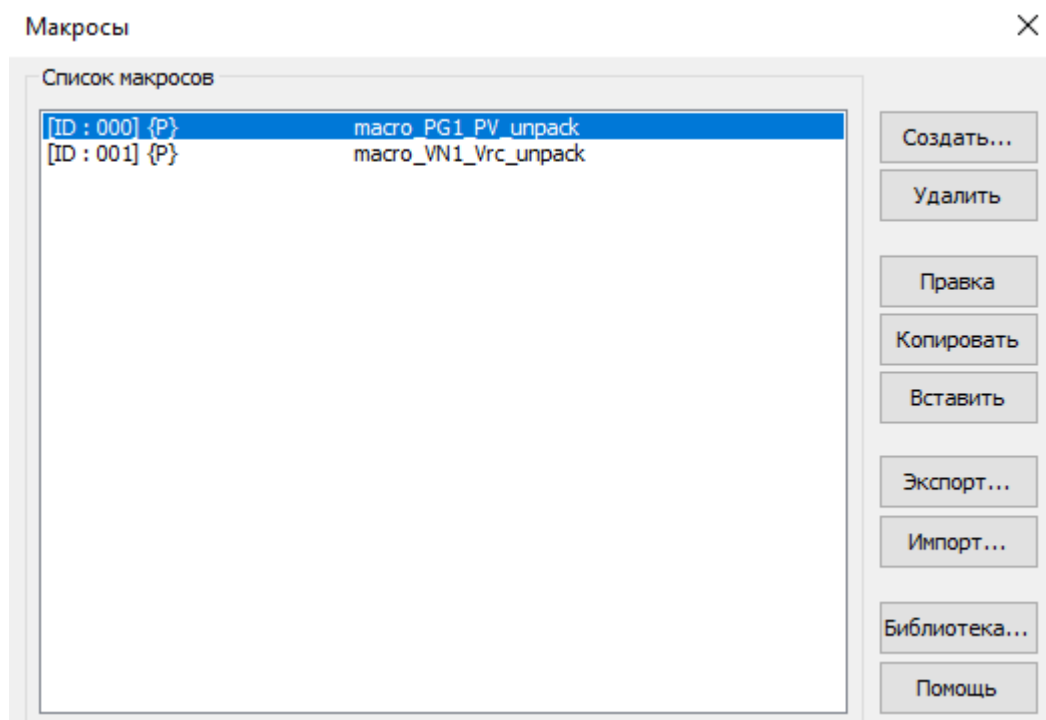 Макросы
Список макросов
[ID : 000] {P} macro_PG1_PV_unpack
[ID : 001] {P} macro_VN1_Vrc_unpack
Создать...
Удалить
Правка
Копировать
Вставить
Экспорт...
Импорт...
Библиотека...
Помощь